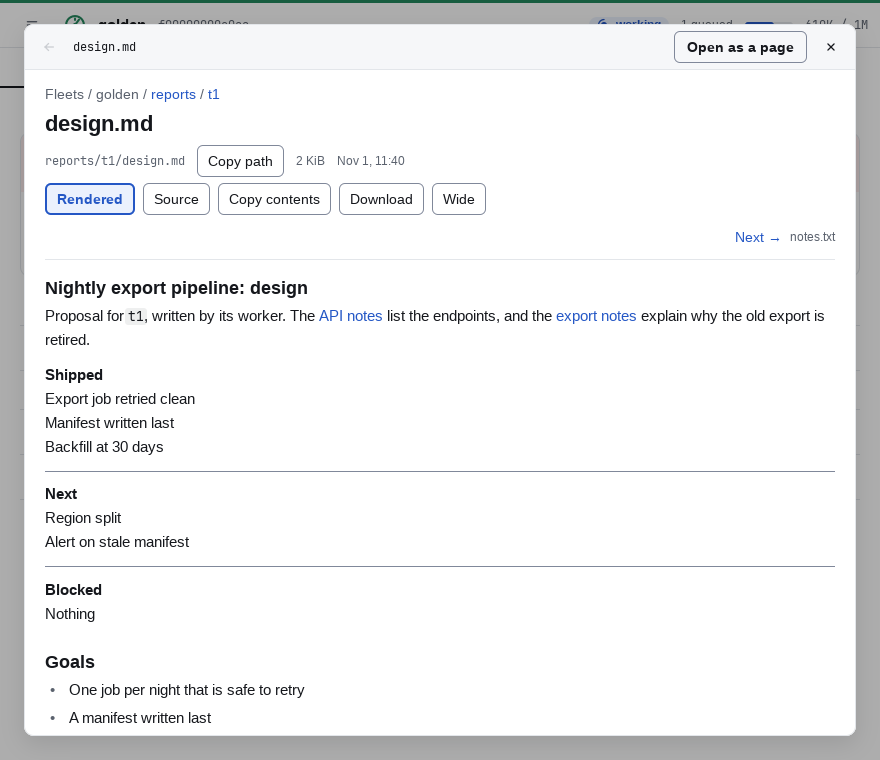 design.md
Open as a page
Fleets / golden / reports / t1
design.md
reports/t1/design.md Copy path 2 KiB Nov 1, 11:40
Rendered Source Copy contents Download Wide
Next → notes.txt
Nightly export pipeline: design
Proposal for t1, written by its worker. The API notes list the endpoints, and the export notes explain why the old export is
retired.
Shipped
Export job retried clean
Manifest written last
Backfill at 30 days
Next
Region split
Alert on stale manifest
Blocked
Nothing
Goals
• One job per night that is safe to retry
• A manifest written last